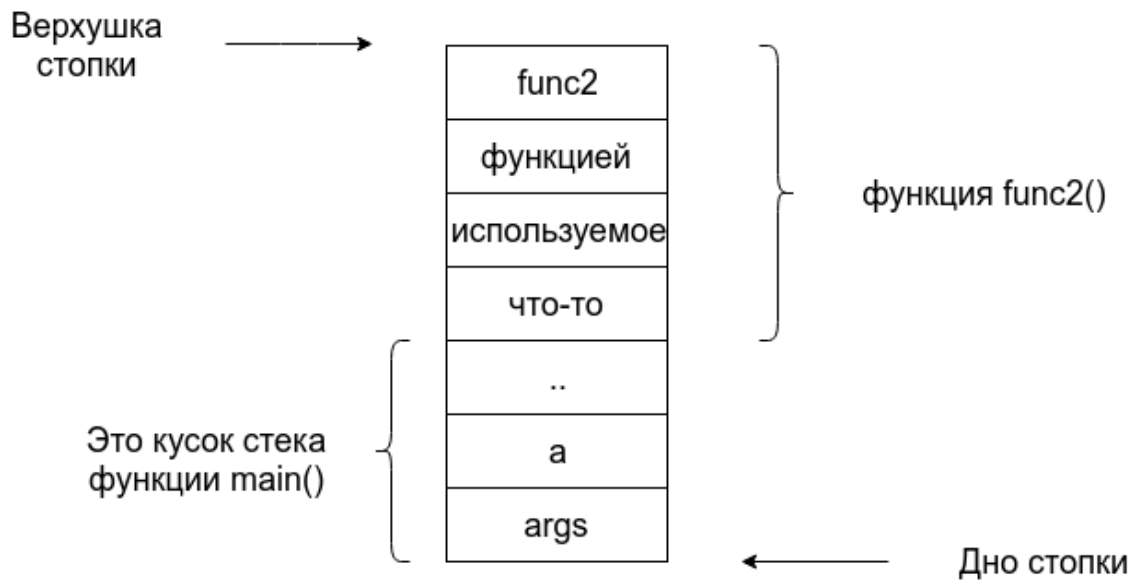 Верхушка
стопки
func2
функцией
используемое
что-то
функция func2()
..
a
args
Это кусок стека
функции main()
Дно стопки